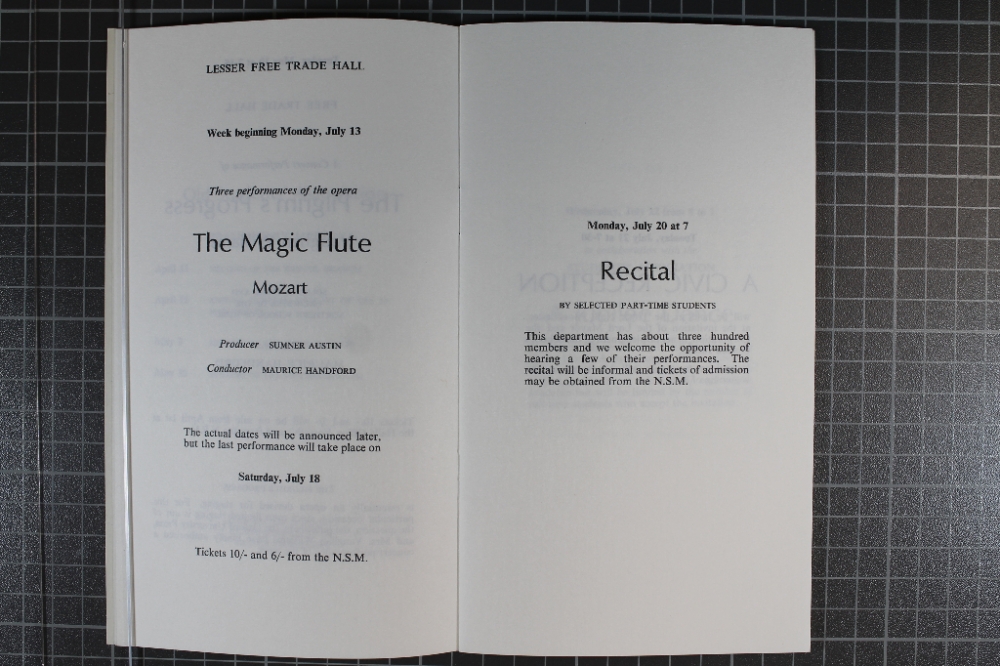 LESSER FREE TRADE HALL
Week beginning Monday, July 13
Three performances of the opera
The Magic Flute
Mozart
Producer SUMNER AUSTIN
Conductor MAURICE HANDFORD
The actual dates will be announced later,
but the last performance will take place on
Saturday, July 18
Tickets 10/- and 6/- from the N.S.M.
Monday, July 20 at 7
Recital
BY SELECTED PART-TIME STUDENTS
This department has about three hundred
members and we welcome the opportunity of
hearing a few of their performances. The
recital will be informal and tickets of admission
may be obtained from the N.S.M.